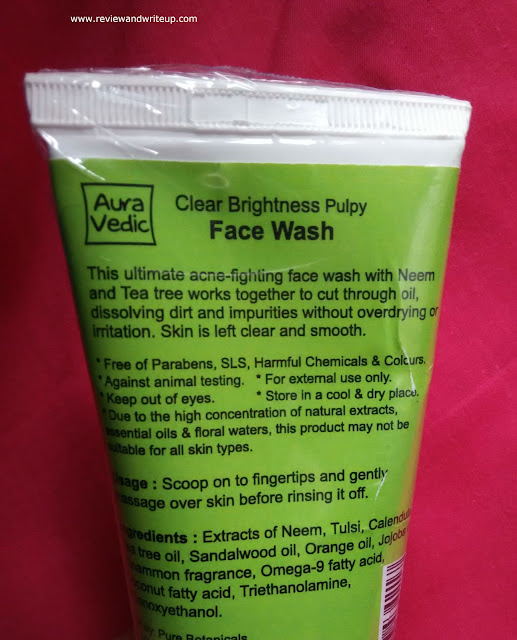 www.reviewandwriteup.com
Aura
Vedic
Clear Brightness Pulpy
Face Wash
This ultimate acne-fighting face wash with Neem
and Tea tree works together to cut through oil,
dissolving dirt and impurities without overdrying or
irritation. Skin is left clear and smooth.
* Free of Parabens, SLS, Harmful Chemicals & Colours.
* Against animal testing. * For external use only.
* Keep out of eyes. * Store in a cool & dry place.
* Due to the high concentration of natural extracts,
essential oils & floral waters, this product may not be
suitable for all skin types.
Usage : Scoop on to fingertips and gently
massage over skin before rinsing it off.
Ingredients : Extracts of Neem, Tulsi, Calendula
tea tree oil, Sandalwood oil, Orange oil, Jojoba
fragrance, Omega-9 fatty acid,
Coconut fatty acid, Triethanolamine,
Pure Botanicals